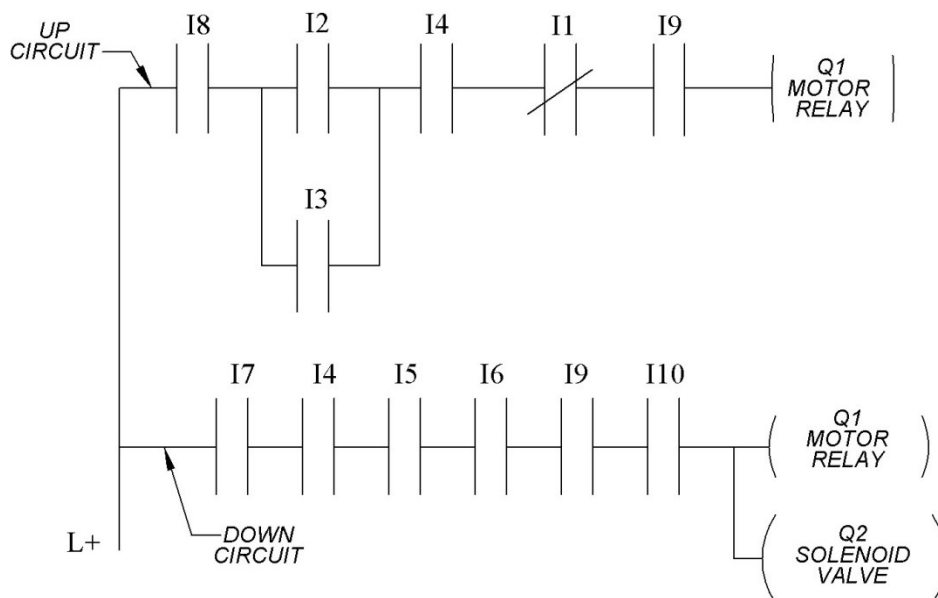 UP
CIRCUIT
I8
I2
I4
I1
I9
Q1
MOTOR
RELAY
I3
I7
I4
I5
I6
I9
I10
Q1
MOTOR
RELAY
L+
DOWN
CIRCUIT
Q2
SOLENOID
VALVE